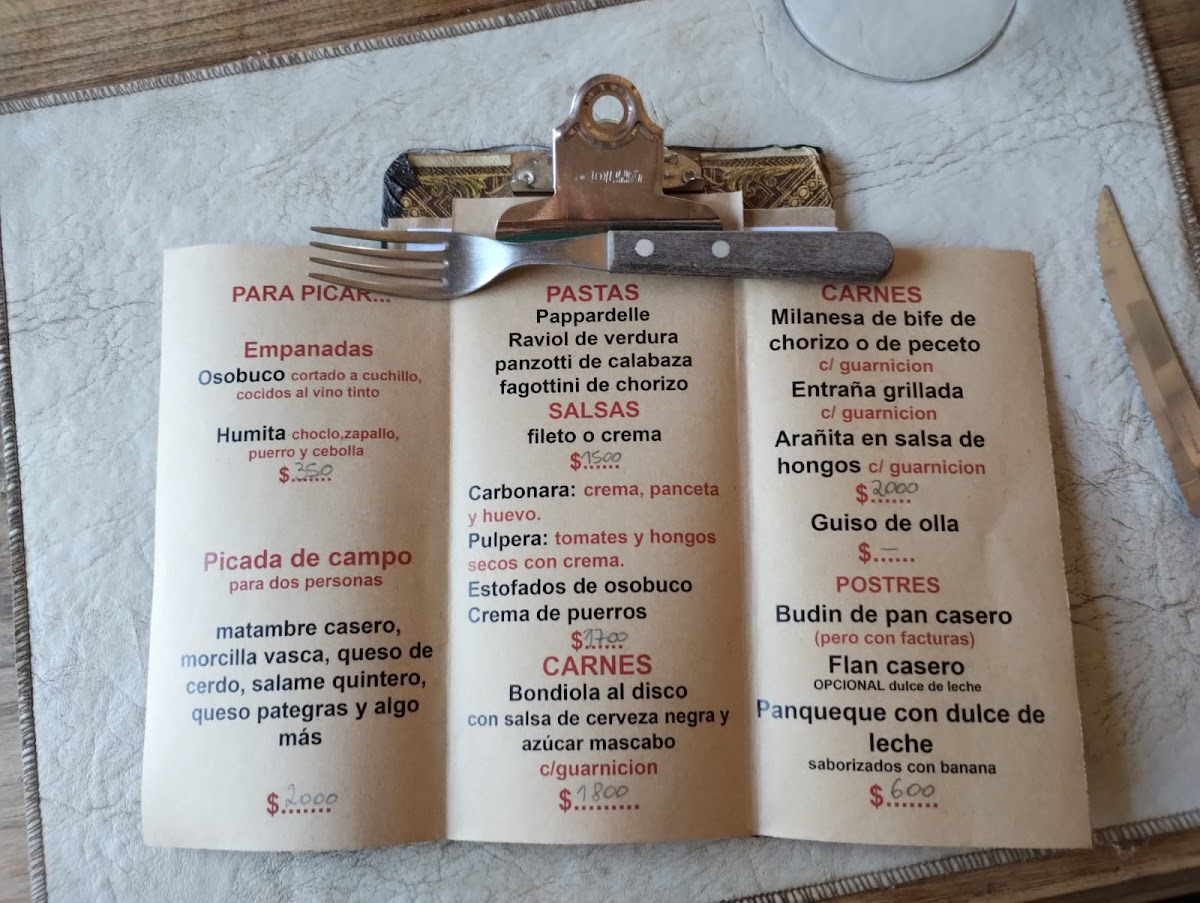 PARA PICAR...
Empanadas
Osobuco cortado a cuchillo,
cocidos al vino tinto
Humita choclo,zapallo,
puerro y cebolla
$350
Picada de campo
para dos personas
matambre casero,
morcilla vasca, queso de
cerdo, salame quintero,
queso pategras y algo
más
$2000
PASTAS
Pappardelle
Raviol de verdura
panzotti de calabaza
fagottini de chorizo
SALSAS
fileto o crema
$1500
Carbonara: crema, panceta
y huevo.
Pulpera: tomates y hongos
secos con crema.
Estofados de osobuco
Crema de puerros
$1700
CARNES
Bondiola al disco
con salsa de cerveza negra y
azúcar mascabo
c/guarnicion
$1800
CARNES
Milanesa de bife de
chorizo o de peceto
c/ guarnicion
Entraña grillada
c/ guarnicion
Arañita en salsa de
hongos c/ guarnicion
$2000
Guiso de olla
$......
POSTRES
Budin de pan casero
(pero con facturas)
Flan casero
OPCIONAL dulce de leche
Panqueque con dulce de
leche
saborizados con banana
$600